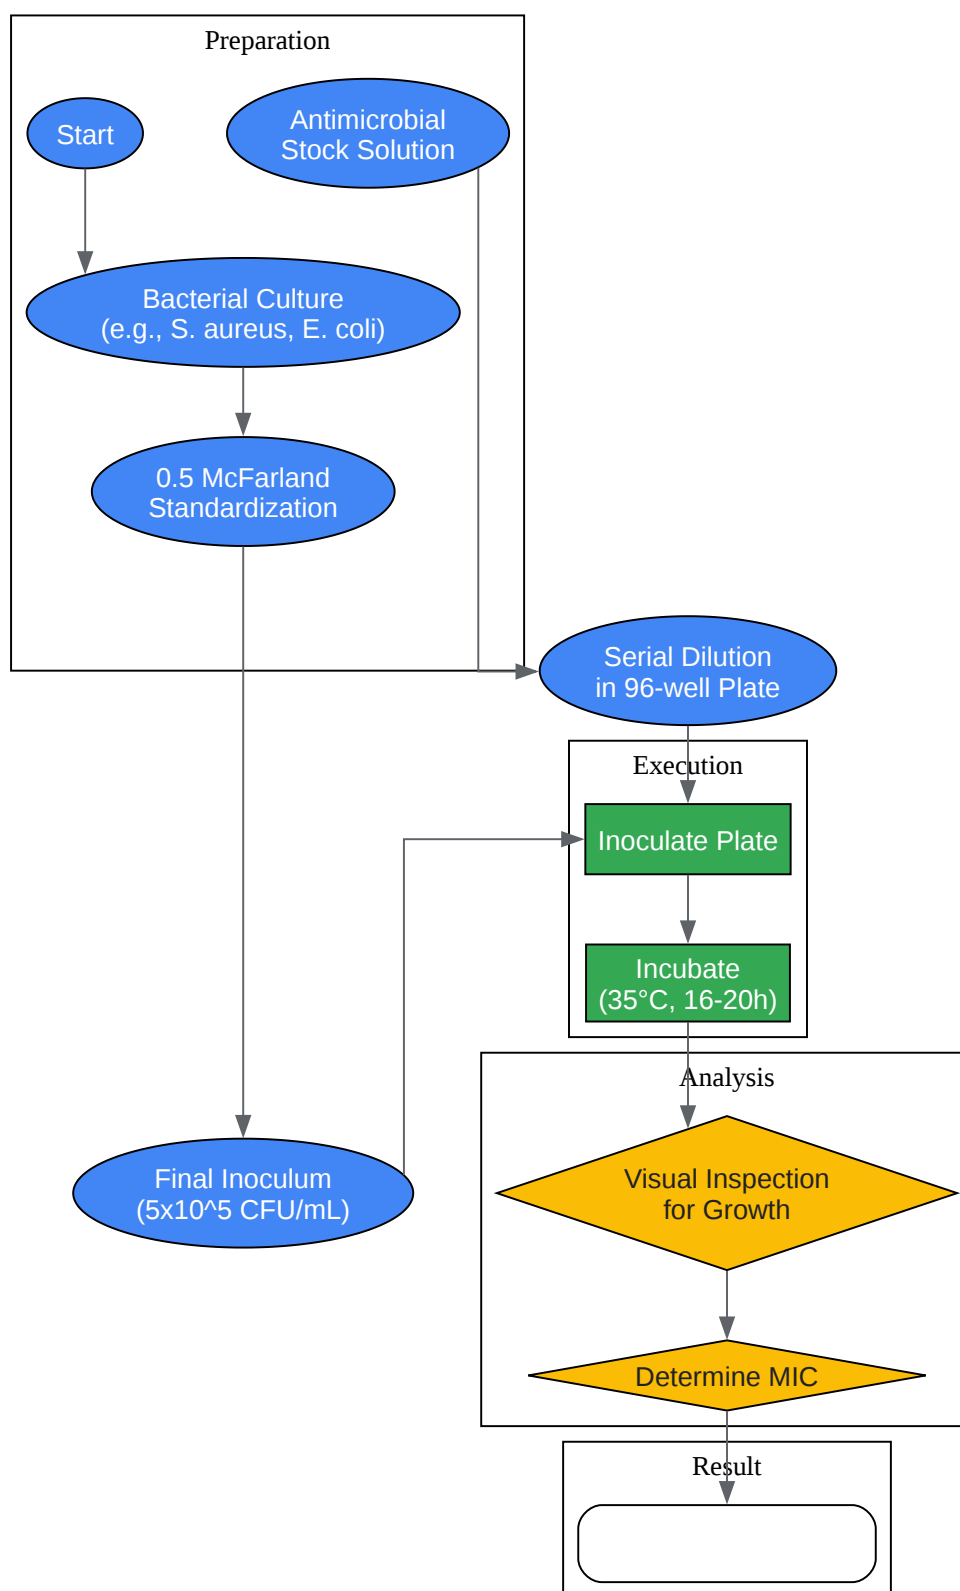 Preparation
Start
Antimicrobial
Stock Solution
Bacterial Culture
(e.g., S. aureus, E. coli)
0.5 McFarland
Standardization
Serial Dilution
in 96-well Plate
Execution
Inoculate Plate
Incubate
(35°C, 16-20h)
Analysis
Final Inoculum
(5x10^5 CFU/mL)
Visual Inspection
for Growth
Determine MIC
Result